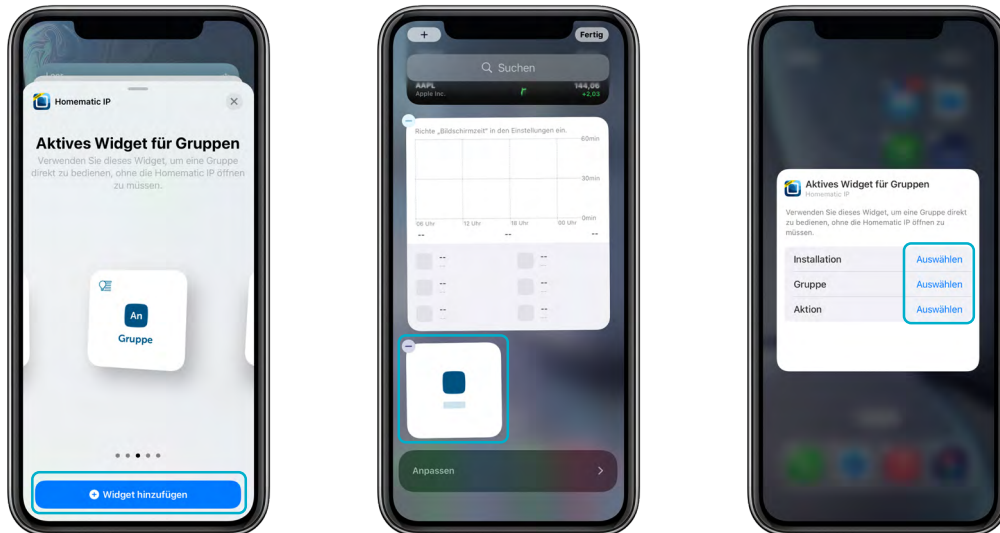 Homematic IP
Aktives Widget für Gruppen
Verwenden Sie dieses Widget, um eine Gruppe
direkt zu bedienen, ohne die Homematic IP öffnen
zu müssen.
An
Gruppe
Widget hinzufügen
+ Fertig
Suchen
AAPL 144,06
Apple Inc. +2,03
Richte „Bildschirmzeit" in den Einstellungen ein.
60min
30min
0min
06 Uhr 12 Uhr 18 Uhr 00 Uhr
-- -- --
-- --
-- --
-- --
Anpassen
Aktives Widget für Gruppen
Homematic IP
Verwenden Sie dieses Widget, um eine Gruppe direkt
zu bedienen, ohne die Homematic IP öffnen zu
müssen.
Installation Auswählen
Gruppe Auswählen
Aktion Auswählen